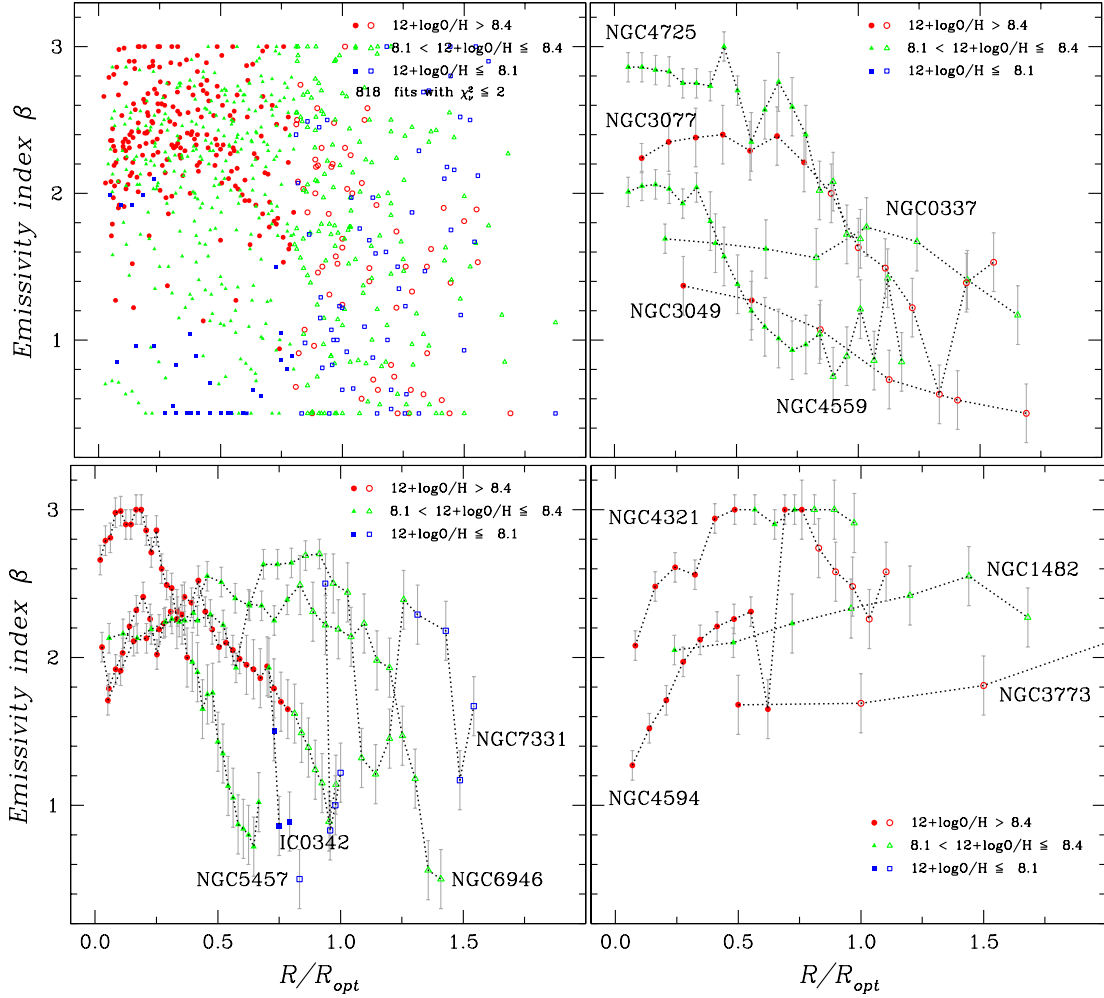 12+logO/H > 8.4
8.1 < 12+logO/H ≦ 8.4
12+logO/H ≦ 8.1
818 fits with χ²ᵥ ≦ 2
Emissivity index β
3
2
1
NGC4725
NGC3077
NGC0337
NGC3049
NGC4559
12+logO/H > 8.4
8.1 < 12+logO/H ≦ 8.4
12+logO/H ≦ 8.1
12+logO/H > 8.4
8.1 < 12+logO/H ≦ 8.4
12+logO/H ≦ 8.1
Emissivity index β
3
2
1
NGC7331
IC0342
NGC5457
NGC6946
0.0 0.5 1.0 1.5
R/Ropt
NGC4321
NGC1482
NGC3773
NGC4594
12+logO/H > 8.4
8.1 < 12+logO/H ≦ 8.4
12+logO/H ≦ 8.1
0.0 0.5 1.0 1.5
R/Ropt